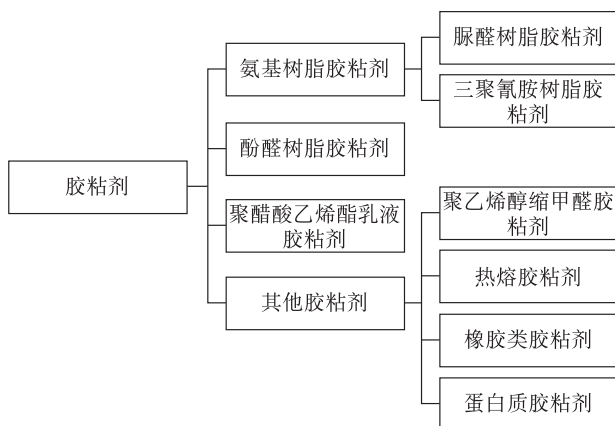 胶粘剂
氨基树脂胶粘剂
脲醛树脂胶粘剂
三聚氰胺树脂胶
粘剂
酚醛树脂胶粘剂
聚醋酸乙烯酯乳液
胶粘剂
其他胶粘剂
聚乙烯醇缩甲醛胶
粘剂
热熔胶粘剂
橡胶类胶粘剂
蛋白质胶粘剂